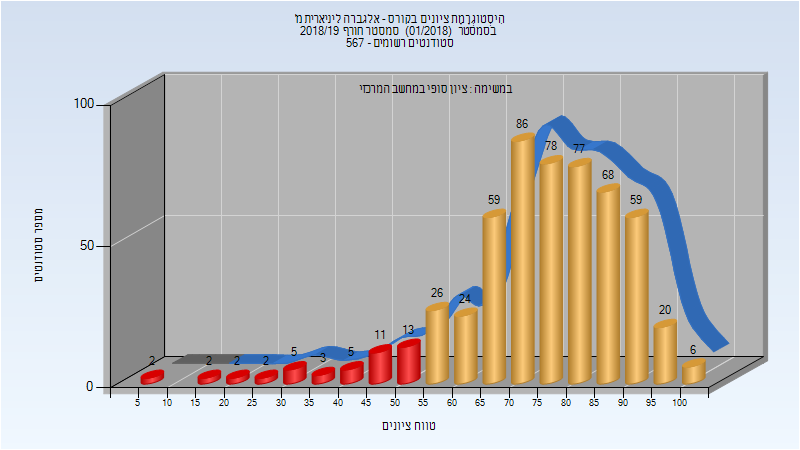 היסטוגרמת ציונים בקורס - אלגברה ליניארית מ'
בסמסטר (01/2018) סמסטר חורף 2018/19
סטודנטים רשומים - 567
במשימה : ציון סופי במחשב המרכזי
מספר סטודנטים
100
50
0
2 2 2 2 5 3 5 11 13 26 24 59 86 78 77 68 59 20 6
5 10 15 20 25 30 35 40 45 50 55 60 65 70 75 80 85 90 95 100
טווח ציונים